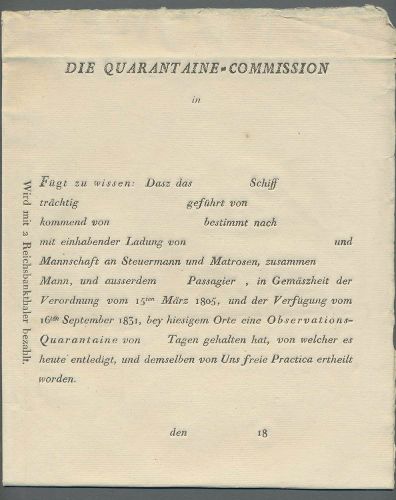 DIE QUARANTAINE-COMMISSION
in
Fügt zu wissen: Dasz das Schiff
trächtig geführt von
kommend von bestimmt nach
mit einhabender Ladung von und
Mannschaft an Steuermann und Matrosen, zusammen
Mann, und ausserdem Passagier , in Gemäszheit der
Verordnung vom 15ten März 1805, und der Verfügung vom
16ten September 1831, bey hiesigem Orte eine Observations-
Quarantaine von Tagen gehalten hat, von welcher es
heute entledigt, und demselben von Uns freie Practica ertheilt
worden.
den 18
Wird mit 2 Reichsbankthaler bezahlt.